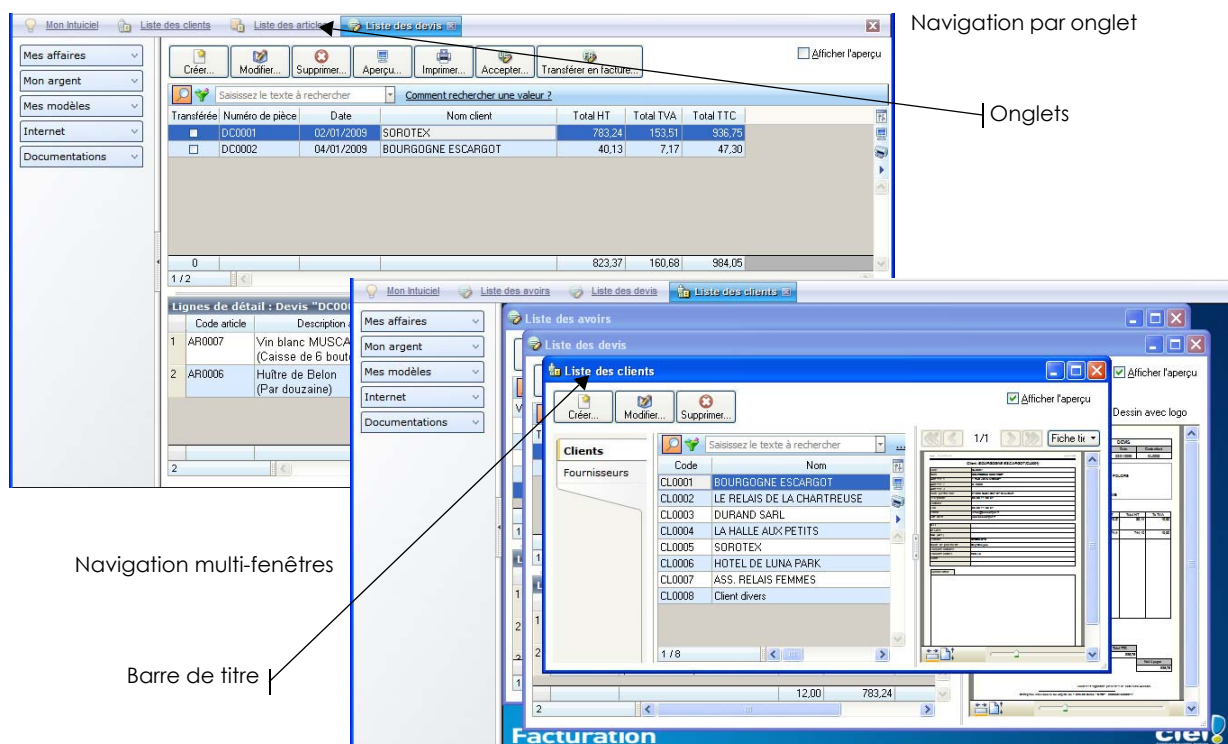 Mon Intuiciel Liste des clients Liste des articles Liste des devis
Navigation par onglet
Mes affaires
Mon argent
Mes modèles
Internet
Documentations
Créer... Modifier... Supprimer... Aperçu... Imprimer... Accepter... Transférer en facture...
Afficher l'aperçu
Onglets
Saisissez le texte à rechercher Comment rechercher une valeur ?
Transférée Numéro de pièce Date Nom client Total HT Total TVA Total TTC
DC0001 02/01/2009 SOROTEX 783,24 153,51 936,75
DC0002 04/01/2009 BOURGOGNE ESCARGOT 40,13 7,17 47,30
0 823,37 160,68 984,05
1 / 2
Lignes de détail : Devis "DC00
Code article Description
1 AR0007 Vin blanc MUSCA
(Caisse de 6 bout
2 AR0006 Huître de Belon
(Par douzaine)
2
Mon Intuiciel Liste des avoirs Liste des devis Liste des clients
Mes affaires
Mon argent
Mes modèles
Internet
Documentations
Liste des avoirs
Liste des devis
Afficher l'aperçu
Dessin avec logo
Liste des clients
Créer... Modifier... Supprimer...
Afficher l'aperçu
Clients
Fournisseurs
Saisissez le texte à rechercher ...
1/1 Fiche tie
Code Nom
CL0001 BOURGOGNE ESCARGOT
CL0002 LE RELAIS DE LA CHARTREUSE
CL0003 DURAND SARL
CL0004 LA HALLE AUX PETITS
CL0005 SOROTEX
CL0006 HOTEL DE LUNA PARK
CL0007 ASS. RELAIS FEMMES
CL0008 Client divers
1 / 8
12,00 783,24
2
Navigation multi-fenêtres
Barre de titre
Facturation
ciel!